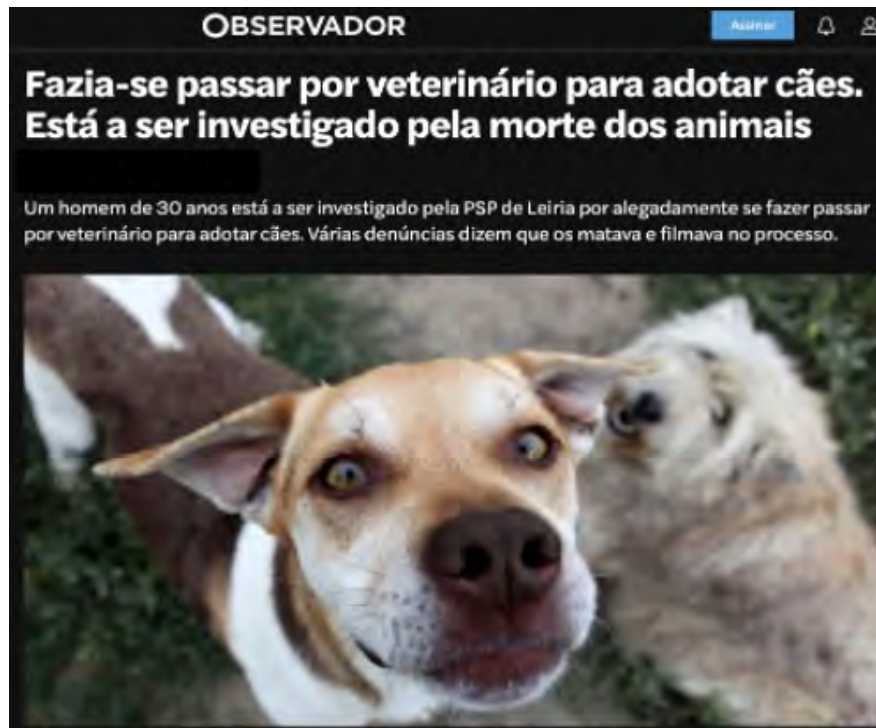 OBSERVADOR
Assinar
Fazia-se passar por veterinário para adotar cães.
Está a ser investigado pela morte dos animais
Um homem de 30 anos está a ser investigado pela PSP de Leiria por alegadamente se fazer passar
por veterinário para adotar cães. Várias denúncias dizem que os matava e filmava no processo.